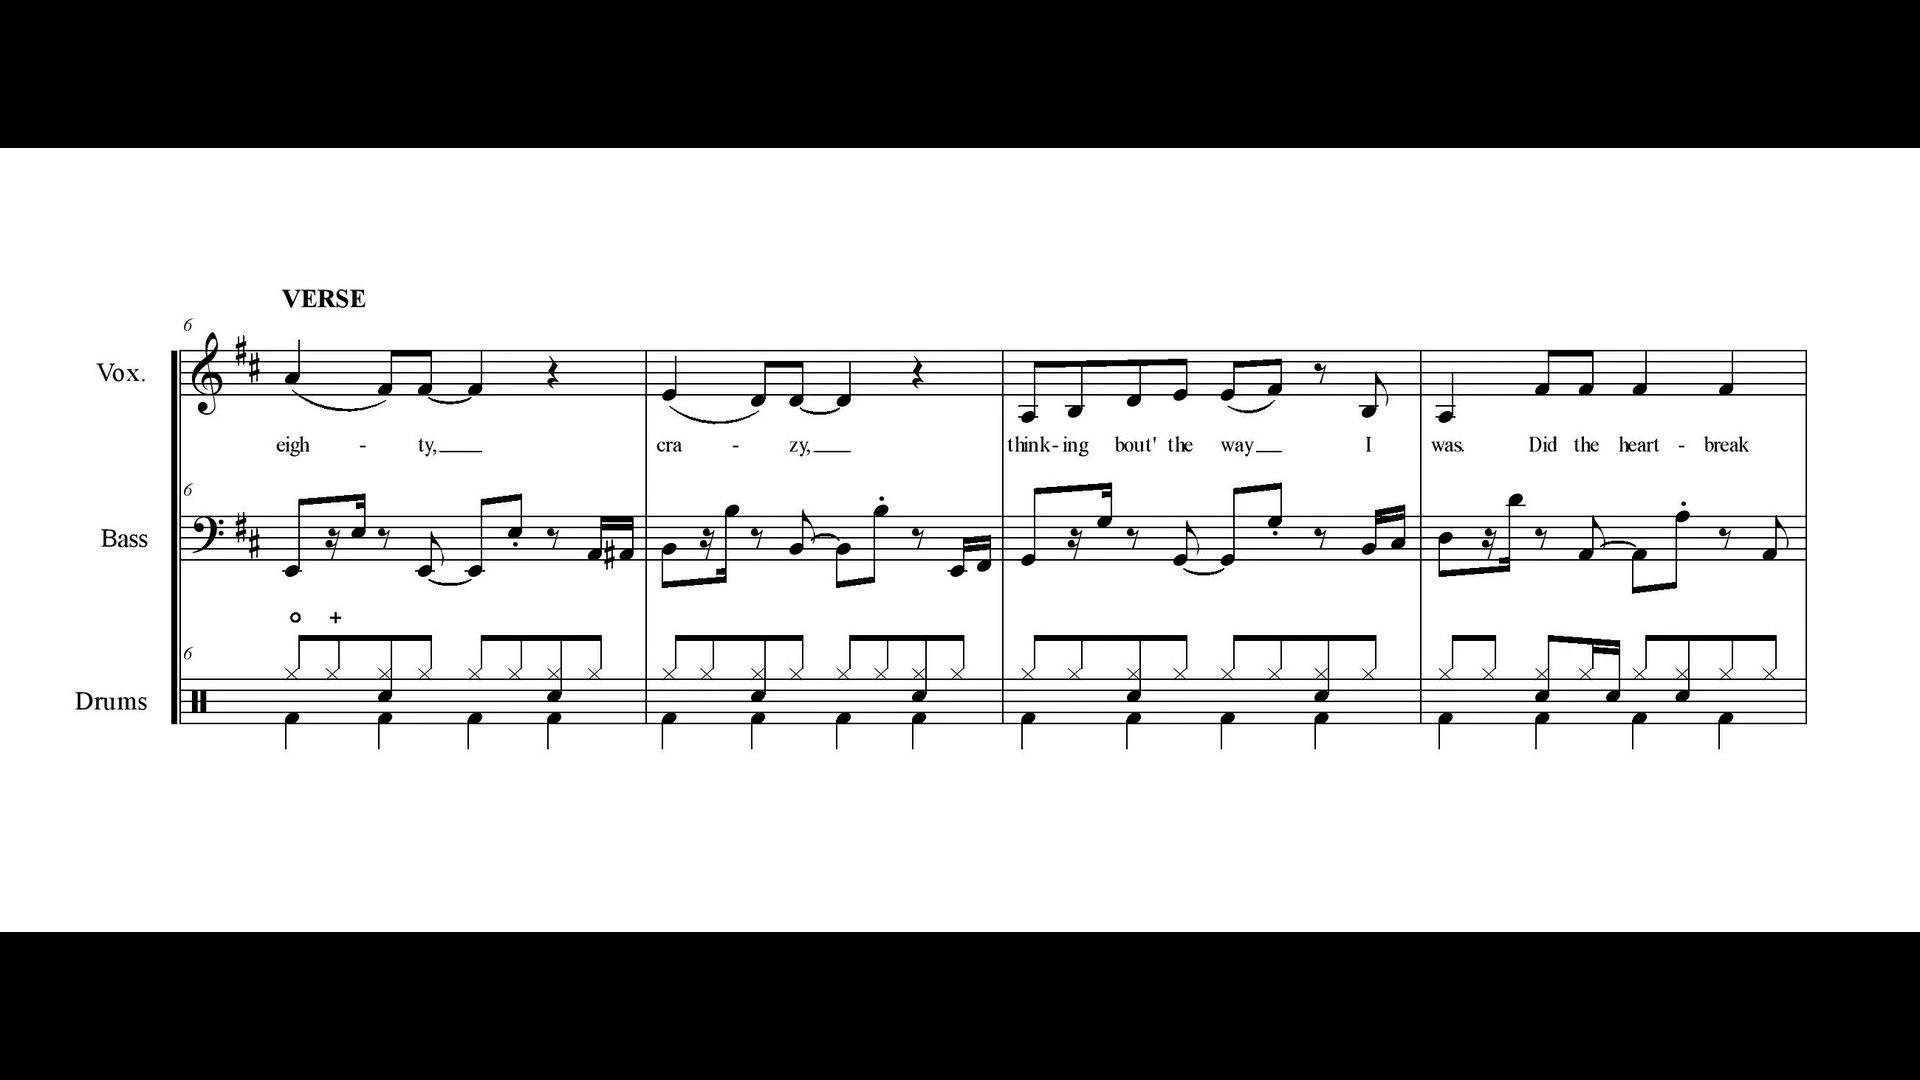 VERSE
6
Vox.
eigh - ty, cra - zy, think - ing bout' the way I was. Did the heart - break
6
Bass
6
Drums